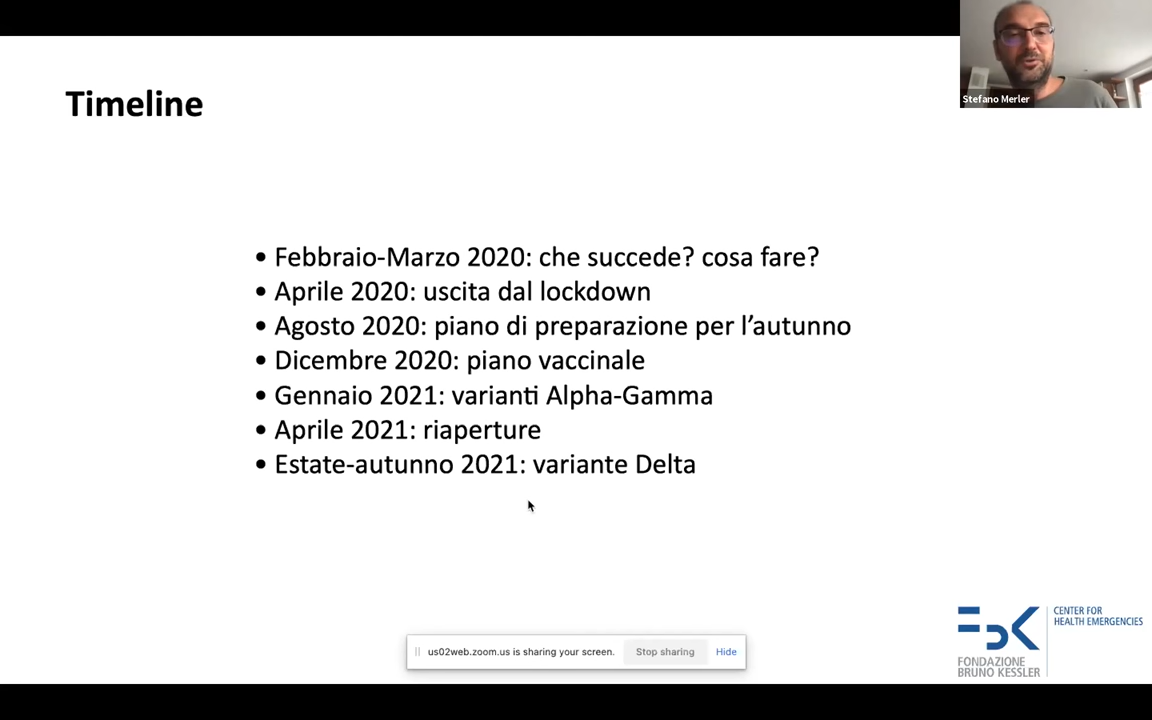 Stefano Merler
Timeline
• Febbraio-Marzo 2020: che succede? cosa fare?
• Aprile 2020: uscita dal lockdown
• Agosto 2020: piano di preparazione per l’autunno
• Dicembre 2020: piano vaccinale
• Gennaio 2021: varianti Alpha-Gamma
• Aprile 2021: riaperture
• Estate-autunno 2021: variante Delta
FBK
CENTER FOR
HEALTH EMERGENCIES
FONDAZIONE
BRUNO KESSLER
us02web.zoom.us is sharing your screen. Stop sharing Hide